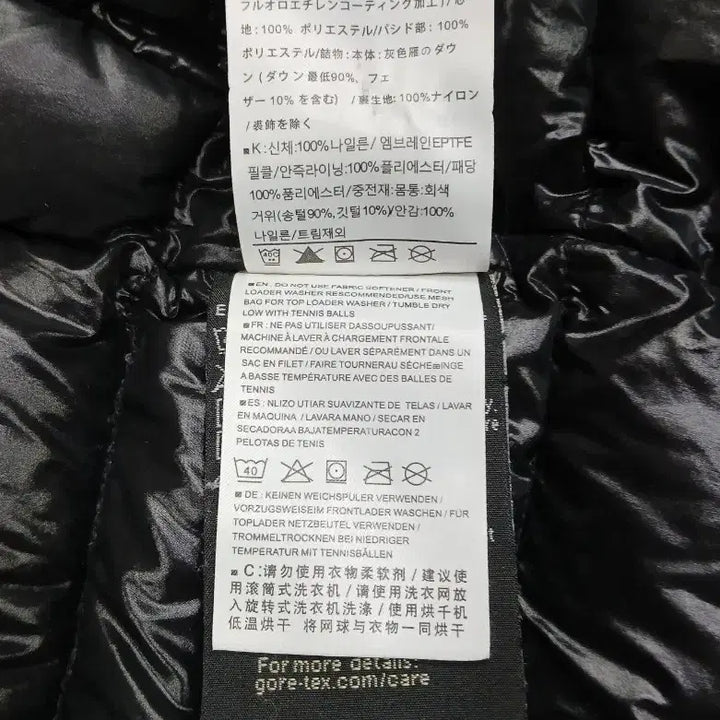 フルオロエチレンコーティング加工)/芯
地: 100% ポリエステル/パジド部: 100%
ポリエステル/詰物: 本体: 灰色雁のダウ
ン (ダウン 最低90%、フェ
ザー 10% を含む) / 裏生地: 100%ナイロン
/装飾を除く
■K:신체:100%나일론/ 엠브레인EPTFE
필콜/안즉라이닝:100%플리에스터/패당
100%품리에스터/중전재:몸통:회색
거위(솜털90%,깃털10%)/안감:100%
나일론/트림제외
■EN: DO NOT USE FABRIC SOFTENER / FRONT
LOADER WASHER RECOMMENDED/USE MESH
BAG FOR TOP LOADER WASHER / TUMBLE DRY
LOW WITH TENNIS BALLS
■FR : NE PAS UTILISER DASSOUPUSSANT/
MACHINE À LAVER À CHARGEMENT FRONTALE
RECOMMANDÉ / OU LAVER SÉPARÉMENT DANS UN
SAC EN FILET / FAIRE TOURNERAU SÉCHEæINGE
A BASSE TEMPÉRATURE AVEC DES BALLES DE
TENNIS
■ES : NLIZO UTIAR SUAVIZANTE DE TELAS / LAVAR
EN MAQUINA / LAVARA MANO / SECAR EN
SECADORAA BAJATEMPERATURACON 2
PELOTAS DE TENIS
40
■DE : KEINEN WEICHSPÜLER VERWENDEN /
VORZUGSWEISEIM FRONTLADER WASCHEN / FÜR
TOPLADER NETZBEUTEL VERWENDEN /
TROMMELTROCKNEN BEI NIEDRIGER
TEMPERATUR MIT TENNISBÅLLEN
■C:请勿使用衣物柔软剂 / 建议使
用滚筒式洗衣机 / 请使用洗衣网放
入旋转式洗衣机洗涤 / 使用烘干机
低温烘干 将网球与衣物一同烘干
For more details:
gore-tex.com/care